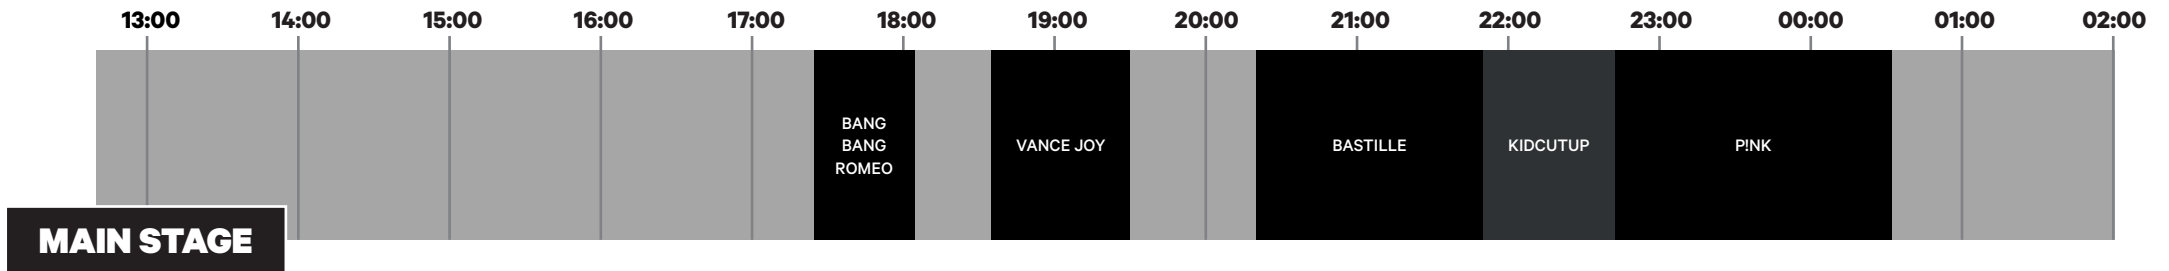 13:00 14:00 15:00 16:00 17:00 18:00 19:00 20:00 21:00 22:00 23:00 00:00 01:00 02:00
BANG
BANG
ROMEO
VANCE JOY
BASTILLE
KIDCUTUP
P!NK
MAIN STAGE